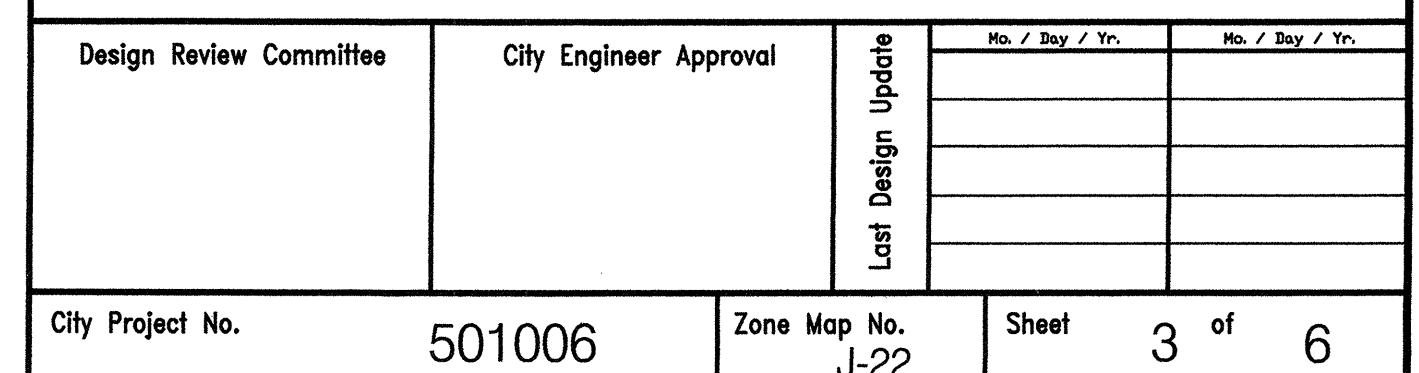 Design Review Committee
City Engineer Approval
Last Design Update
Mo. / Day / Yr.
Mo. / Day / Yr.
City Project No.
501006
Zone Map No.
J-22
Sheet 3 of 6